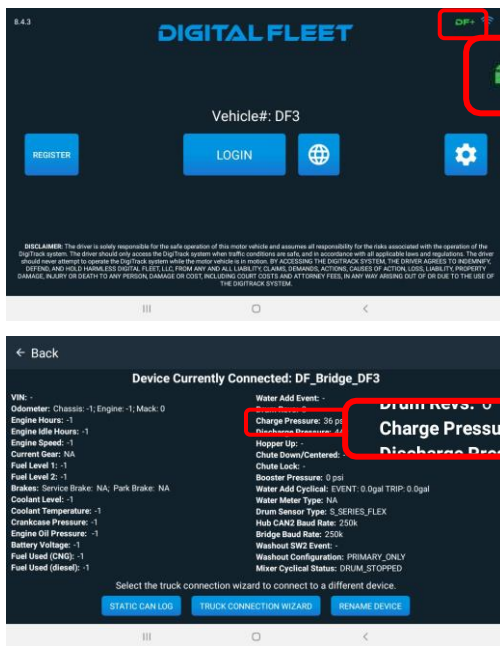 8.4.3
DIGITAL FLEET
DF+
Vehicle#: DF3
REGISTER
LOGIN
DISCLAIMER: The driver is solely responsible for the safe operation of this motor vehicle and assumes all responsibility for the risks associated with the operation of the
DigiTrack system. The driver should only access the DigiTrack system when traffic conditions are safe, and in accordance with all applicable laws and regulations. The driver
should never attempt to operate the DigiTrack system while the motor vehicle is in motion. BY ACCESSING THE DIGITRACK SYSTEM, THE DRIVER AGREES TO INDEMNIFY,
DEFEND, AND HOLD HARMLESS DIGITAL FLEET, LLC, FROM ANY AND ALL LIABILITY, CLAIMS, DEMANDS, ACTIONS, CAUSES OF ACTION, LOSS, LIABILITY, PROPERTY
DAMAGE, INJURY OR DEATH TO ANY PERSON, DAMAGE OR COST, INCLUDING COURT COSTS AND ATTORNEY FEES, IN ANY WAY ARISING OUT OF OR DUE TO THE USE OF
THE DIGITRACK SYSTEM.
← Back
Device Currently Connected: DF_Bridge_DF3
VIN: -
Odometer: Chassis: -1; Engine: -1; Mack: 0
Engine Hours: -1
Engine Idle Hours: -1
Engine Speed: -1
Current Gear: NA
Fuel Level 1: -1
Fuel Level 2: -1
Brakes: Service Brake: NA; Park Brake: NA
Coolant Level: -1
Coolant Temperature: -1
Crankcase Pressure: -1
Engine Oil Pressure: -1
Battery Voltage: -1
Fuel Used (CNG): -1
Fuel Used (diesel): -1
Water Add Event: -
Drum Revs: 0
Charge Pressure: 36 ps
Discharge Pressure: 44
Hopper Up: -
Chute Down/Centered: -
Chute Lock: -
Booster Pressure: 0 psi
Water Add Cyclical: EVENT: 0.0gal TRIP: 0.0gal
Water Meter Type: NA
Drum Sensor Type: S_SERIES_FLEX
Hub CAN2 Baud Rate: 250k
Bridge Baud Rate: 250k
Washout SW2 Event: -
Washout Configuration: PRIMARY_ONLY
Mixer Cyclical Status: DRUM_STOPPED
Drum Revs: 0
Charge Pressu
Discharge Pres
Select the truck connection wizard to connect to a different device.
STATIC CAN LOG
TRUCK CONNECTION WIZARD
RENAME DEVICE